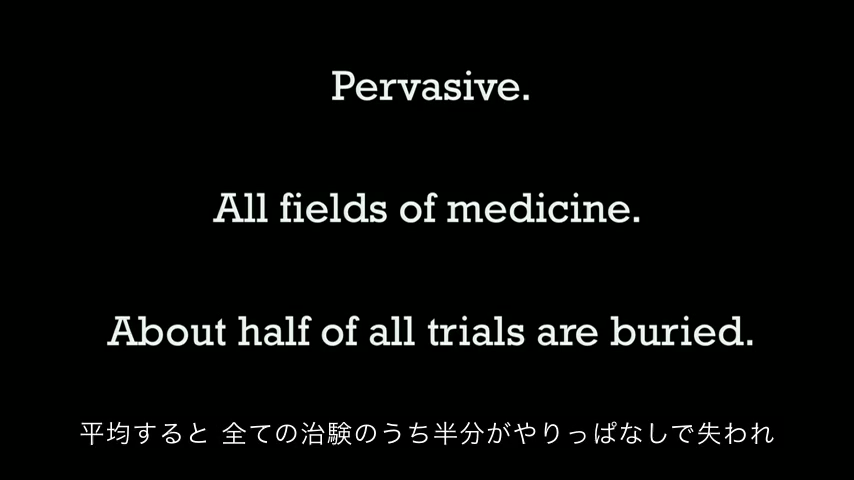 Pervasive.
All fields of medicine.
About half of all trials are buried.
平均すると 全ての治験のうち半分がやりっぱなしで失われ